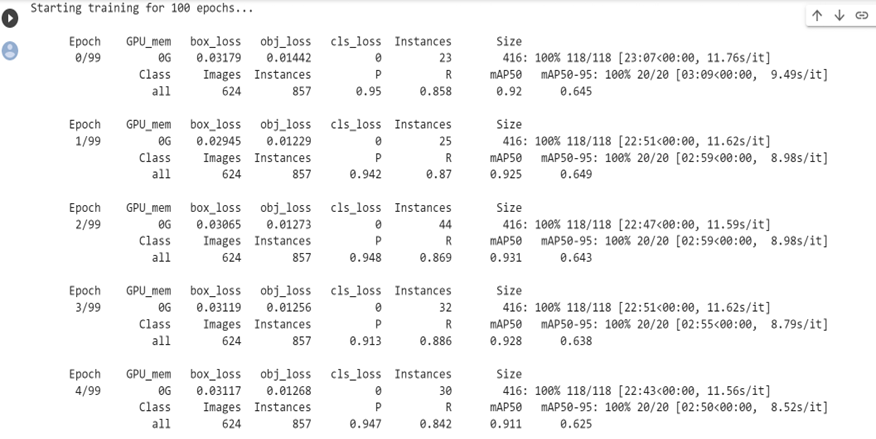 Starting training for 100 epochs...
Epoch GPU_mem box_loss obj_loss cls_loss Instances Size
0/99 0G 0.03179 0.01442 0 23 416: 100% 118/118 [23:07<00:00, 11.76s/it]
Class Images Instances P R mAP50 mAP50-95: 100% 20/20 [03:09<00:00, 9.49s/it]
all 624 857 0.95 0.858 0.92 0.645
Epoch GPU_mem box_loss obj_loss cls_loss Instances Size
1/99 0G 0.02945 0.01229 0 25 416: 100% 118/118 [22:51<00:00, 11.62s/it]
Class Images Instances P R mAP50 mAP50-95: 100% 20/20 [02:59<00:00, 8.98s/it]
all 624 857 0.942 0.87 0.925 0.649
Epoch GPU_mem box_loss obj_loss cls_loss Instances Size
2/99 0G 0.03065 0.01273 0 44 416: 100% 118/118 [22:47<00:00, 11.59s/it]
Class Images Instances P R mAP50 mAP50-95: 100% 20/20 [02:59<00:00, 8.98s/it]
all 624 857 0.948 0.869 0.931 0.643
Epoch GPU_mem box_loss obj_loss cls_loss Instances Size
3/99 0G 0.03119 0.01256 0 32 416: 100% 118/118 [22:51<00:00, 11.62s/it]
Class Images Instances P R mAP50 mAP50-95: 100% 20/20 [02:55<00:00, 8.79s/it]
all 624 857 0.913 0.886 0.928 0.638
Epoch GPU_mem box_loss obj_loss cls_loss Instances Size
4/99 0G 0.03117 0.01268 0 30 416: 100% 118/118 [22:43<00:00, 11.56s/it]
Class Images Instances P R mAP50 mAP50-95: 100% 20/20 [02:50<00:00, 8.52s/it]
all 624 857 0.947 0.842 0.911 0.625